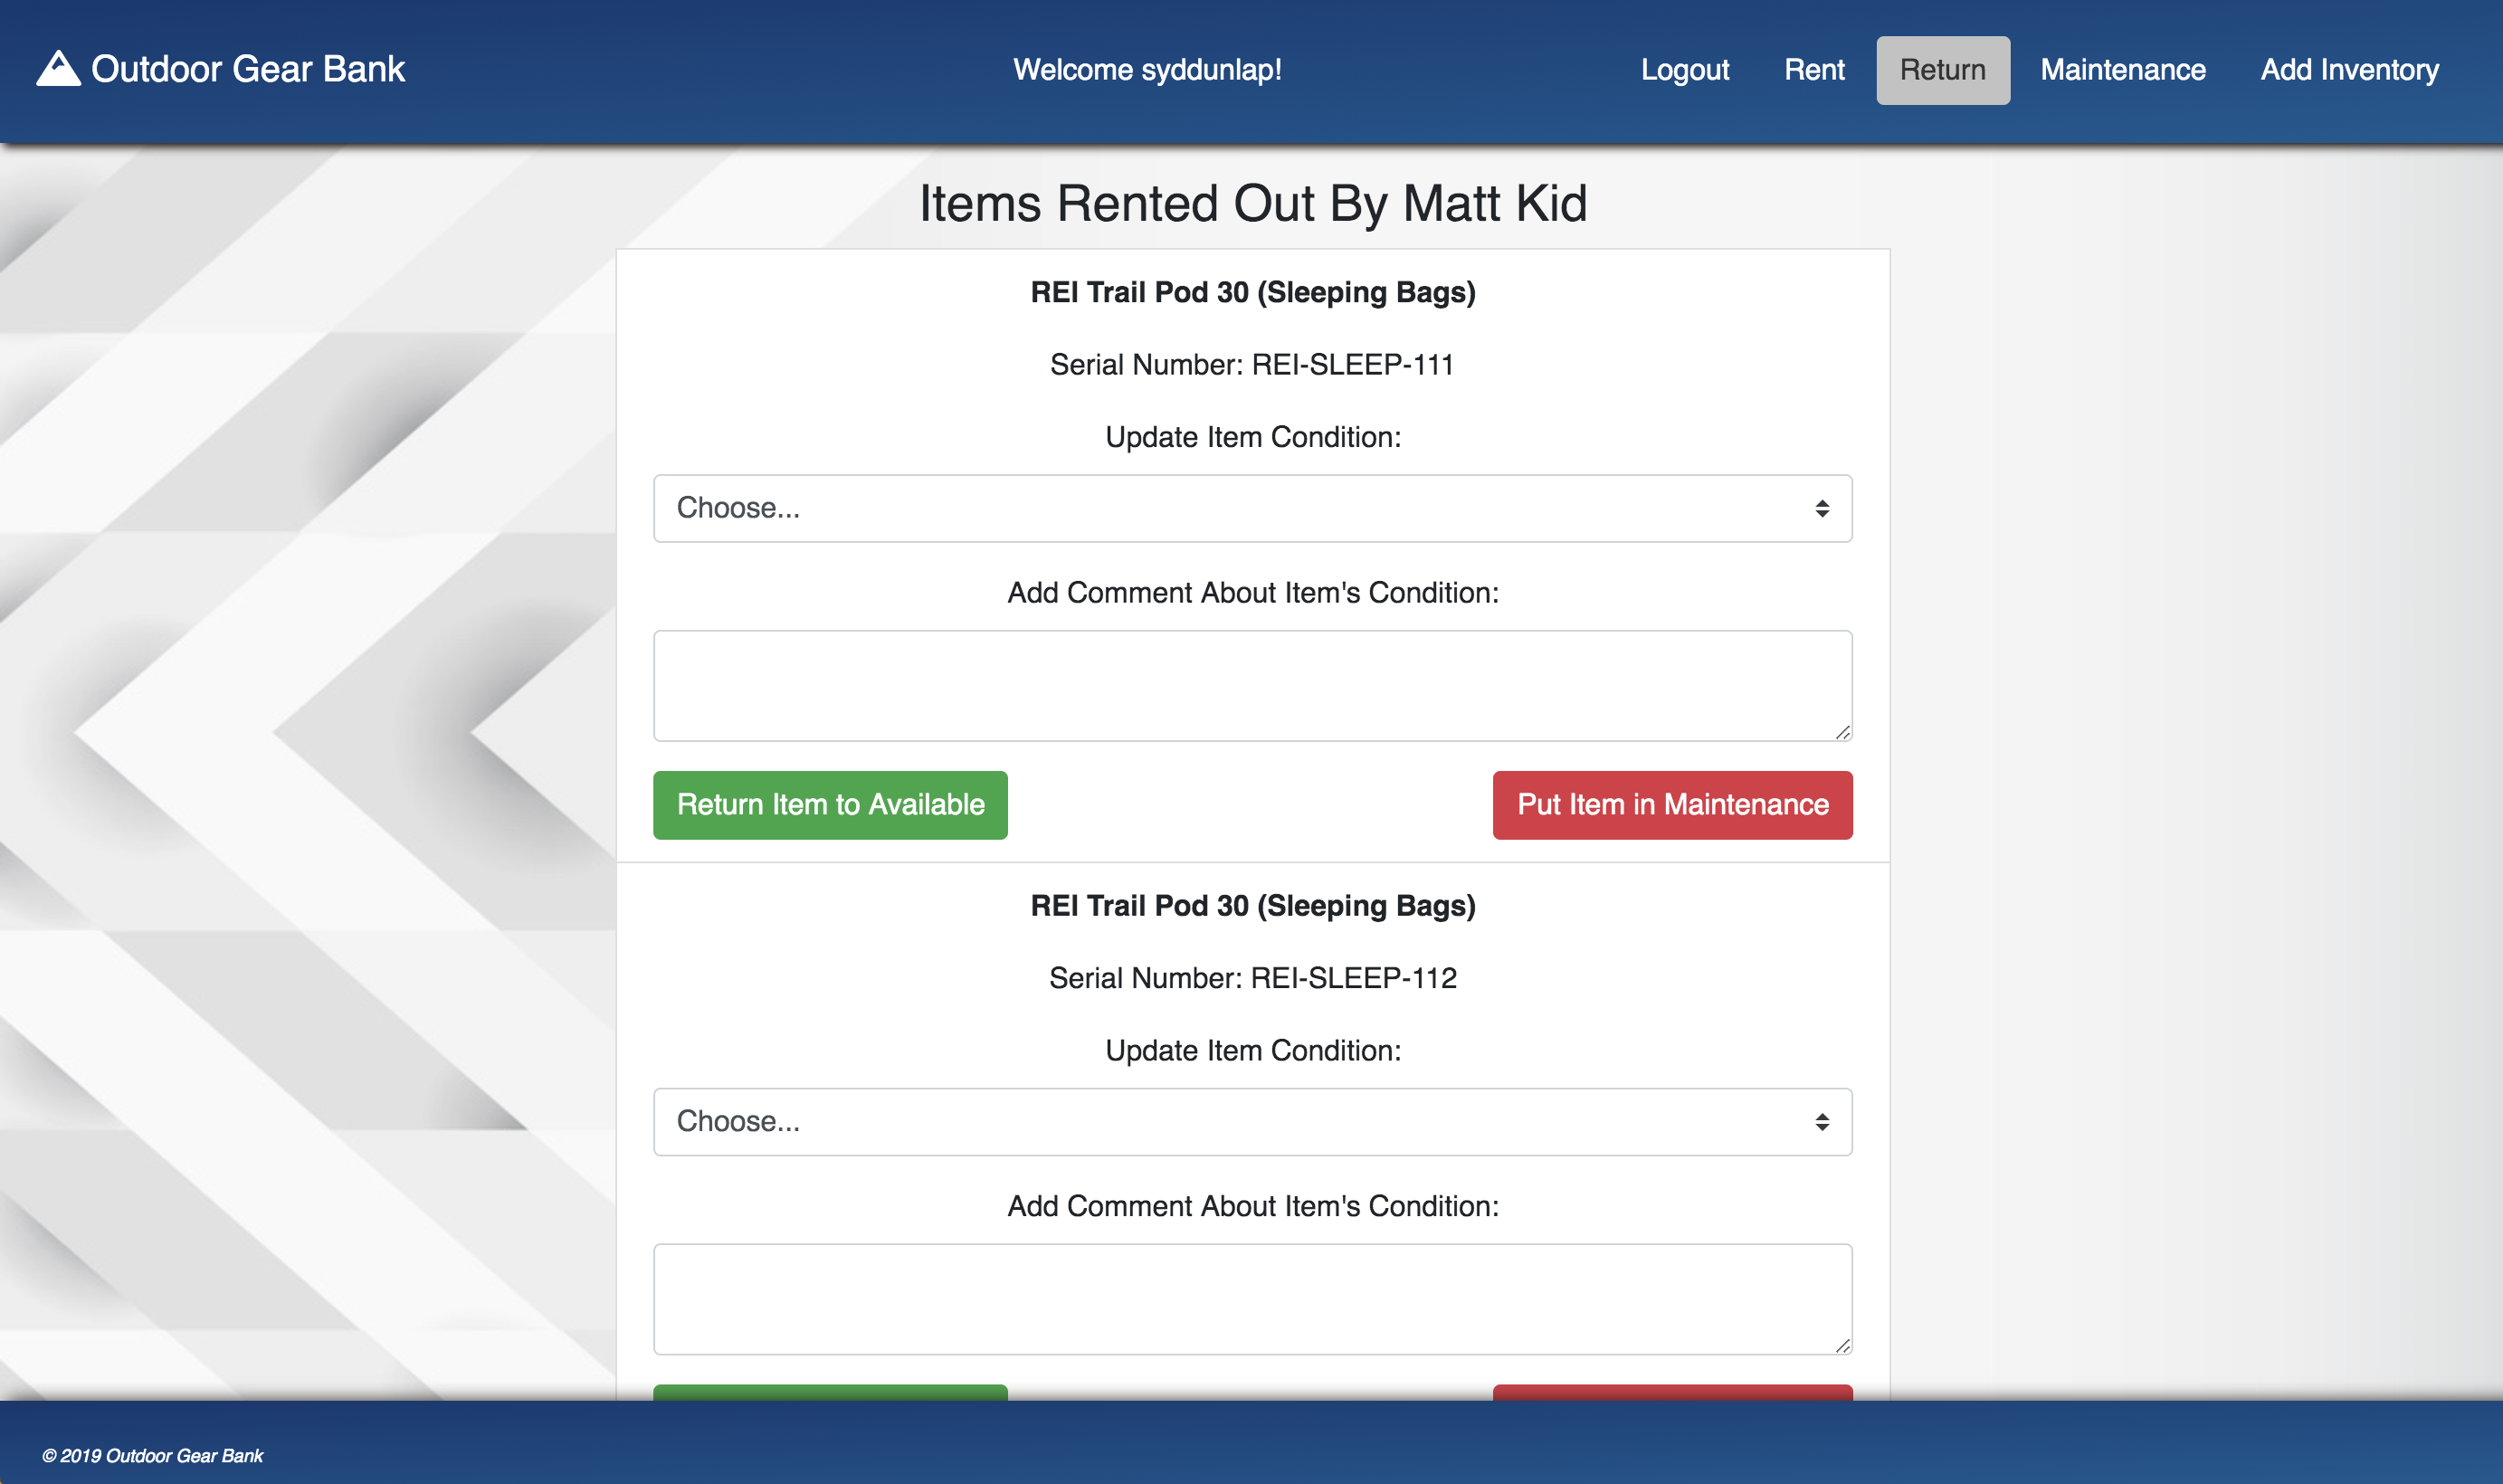 Outdoor Gear Bank
Welcome syddunlap!
Logout Rent Return Maintenance Add Inventory
Items Rented Out By Matt Kid
REI Trail Pod 30 (Sleeping Bags)
Serial Number: REI-SLEEP-111
Update Item Condition:
Choose...
Add Comment About Item's Condition:
Return Item to Available
Put Item in Maintenance
REI Trail Pod 30 (Sleeping Bags)
Serial Number: REI-SLEEP-112
Update Item Condition:
Choose...
Add Comment About Item's Condition:
© 2019 Outdoor Gear Bank